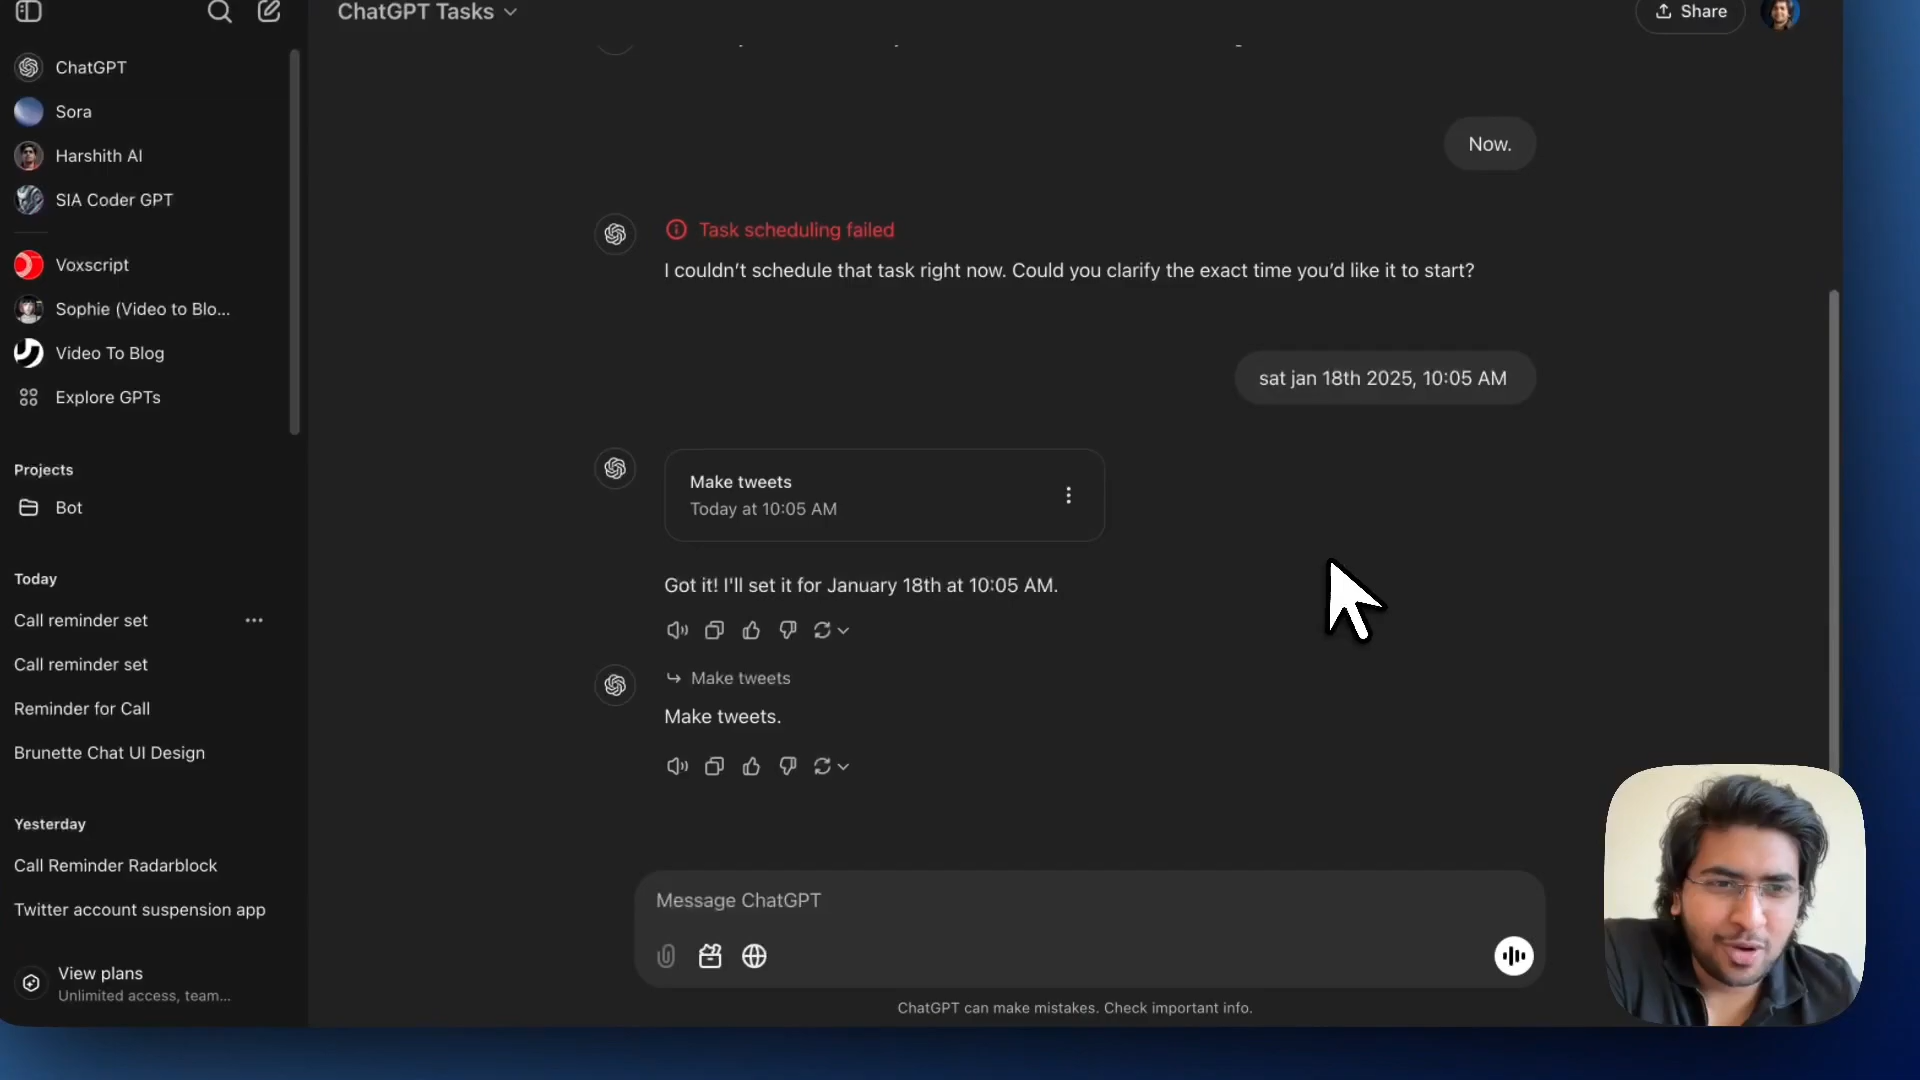 ChatGPT Tasks
Share
ChatGPT
Sora
Harshith AI
SIA Coder GPT
Voxscript
Sophie (Video to Blo...
Video To Blog
Explore GPTs
Projects
Bot
Today
Call reminder set
Call reminder set
Reminder for Call
Brunette Chat UI Design
Yesterday
Call Reminder Radarblock
Twitter account suspension app
View plans
Unlimited access, team...
Now.
Task scheduling failed
I couldn't schedule that task right now. Could you clarify the exact time you'd like it to start?
sat jan 18th 2025, 10:05 AM
Make tweets
Today at 10:05 AM
Got it! I'll set it for January 18th at 10:05 AM.
Make tweets
Make tweets.
Message ChatGPT
ChatGPT can make mistakes. Check important info.